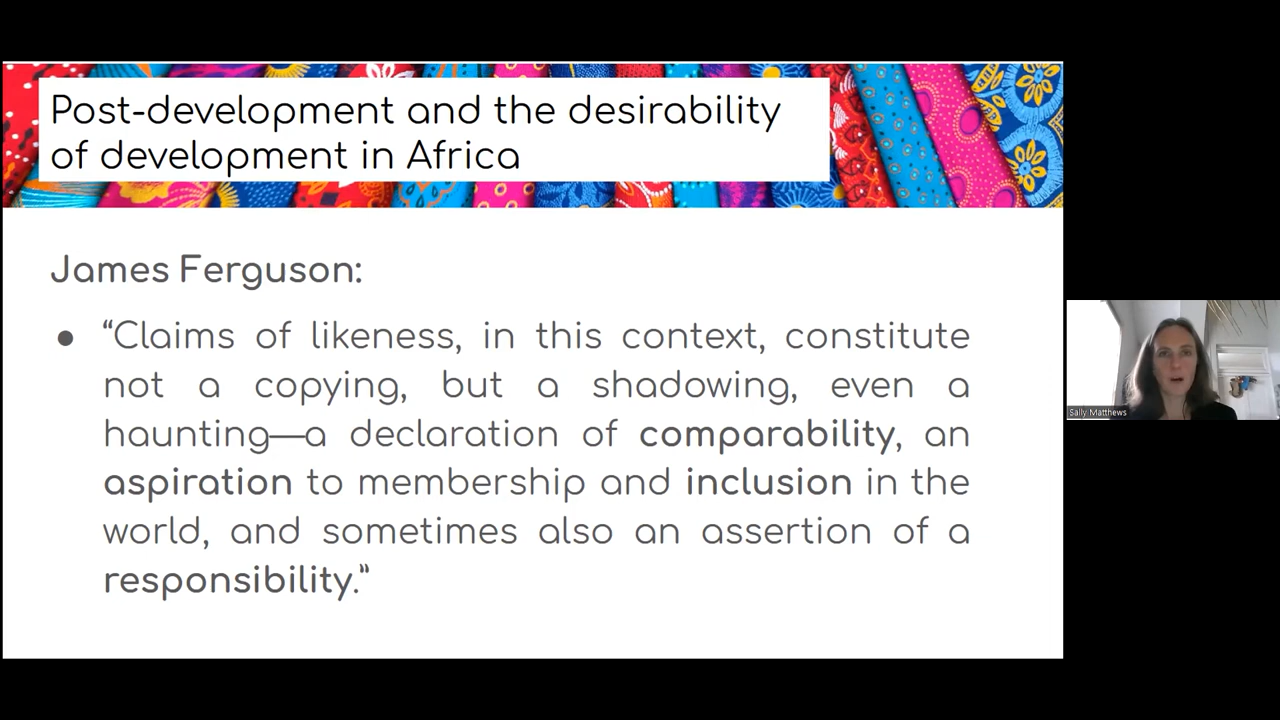 Post-development and the desirability
of development in Africa
James Ferguson:
● “Claims of likeness, in this context, constitute
not a copying, but a shadowing, even a
haunting—a declaration of comparability, an
aspiration to membership and inclusion in the
world, and sometimes also an assertion of a
responsibility.”
Sally Matthews